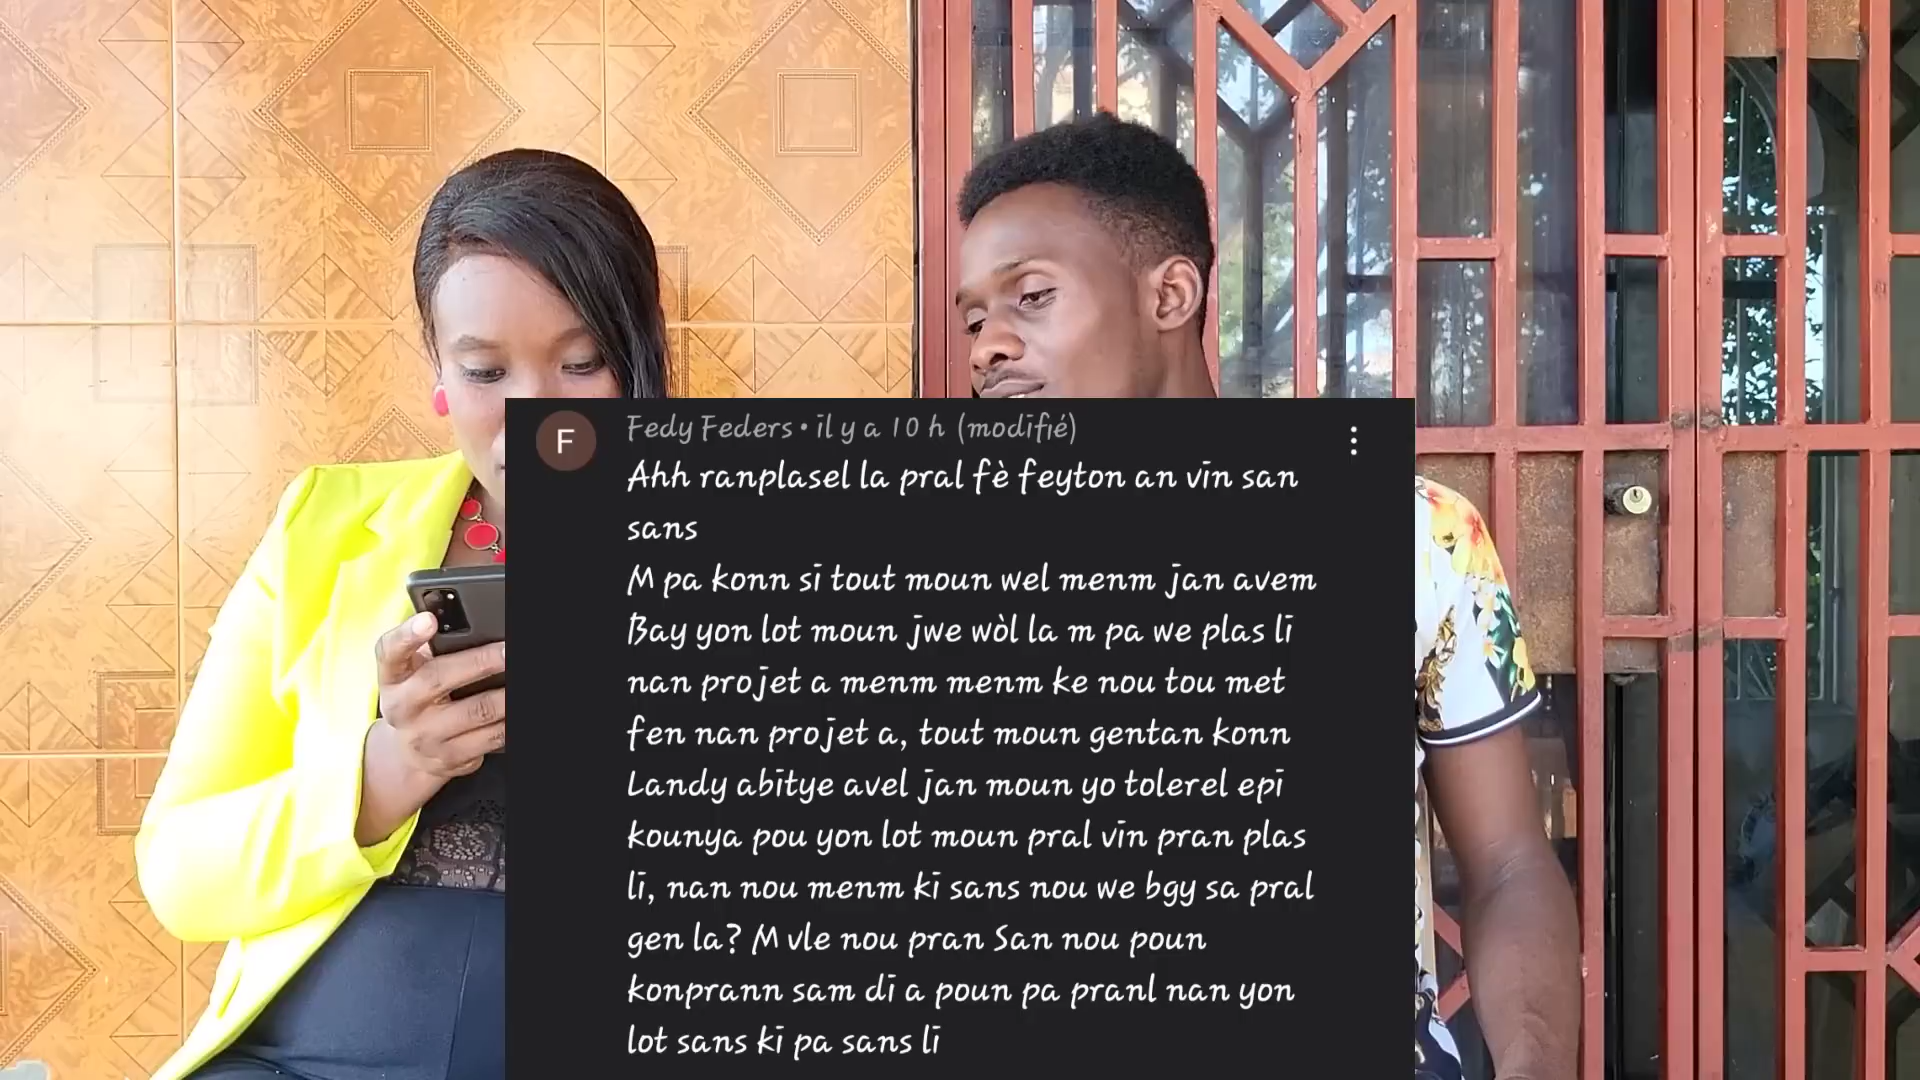 F
Fedy Feders • il y a 10 h (modifié)
Ahh ranplasel la pral fè feyton an vin san
sans
M pa konn si tout moun wel menm jan avem
Bay yon lot moun jwe wòl la m pa we plas li
nan projet a menm menm ke nou tou met
fen nan projet a, tout moun gentan konn
Landy abitye avel jan moun yo tolerel epi
kounya pou yon lot moun pral vin pran plas
li, nan nou menm ki sans nou we bgy sa pral
gen la? M vle nou pran San nou poun
konprann sam di a poun pa pranl nan yon
lot sans ki pa sans li